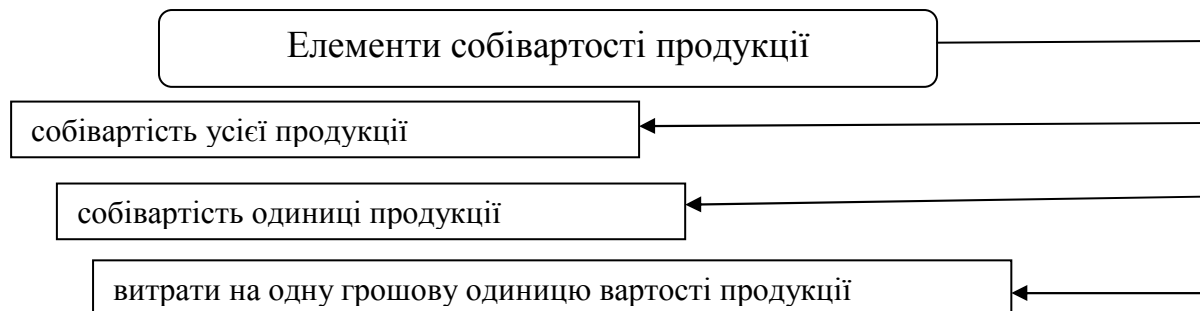 Елементи собівартості продукції
собівартість усієї продукції
собівартість одиниці продукції
витрати на одну грошову одиницю вартості продукції